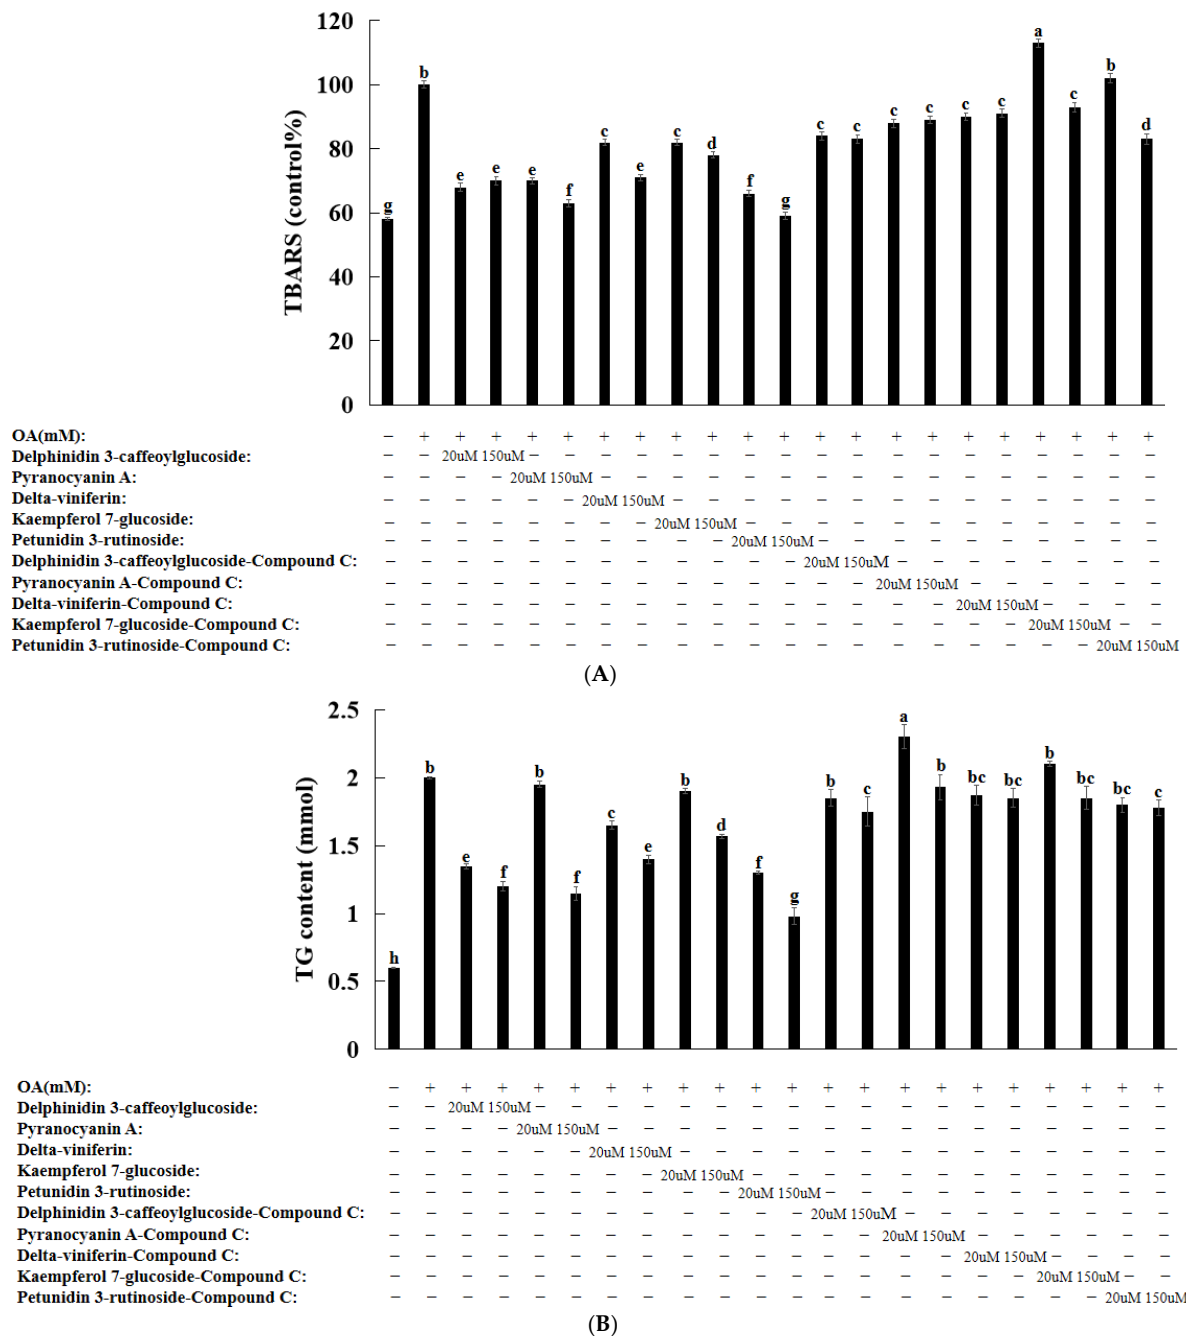 120
100
80
60
40
20
0
TBARS (control%)
g b e e e f c e c d f g c c c c c c a c b d
OA(mM): – + + + + + + + + + + + + + + + + + + + + +
Delphinidin 3-caffeoylglucoside: – – 20uM 150uM – – – – – – – – – – – – – – – – – –
Pyranocyanin A: – – – – 20uM 150uM – – – – – – – – – – – – – – – –
Delta-viniferin: – – – – – – 20uM 150uM – – – – – – – – – – – – – –
Kaempferol 7-glucoside: – – – – – – – – 20uM 150uM – – – – – – – – – – – –
Petunidin 3-rutinoside: – – – – – – – – – – 20uM 150uM – – – – – – – – – –
Delphinidin 3-caffeoylglucoside-Compound C: – – – – – – – – – – – – 20uM 150uM – – – – – – – –
Pyranocyanin A-Compound C: – – – – – – – – – – – – – – 20uM 150uM – – – – – –
Delta-viniferin-Compound C: – – – – – – – – – – – – – – – – 20uM 150uM – – – –
Kaempferol 7-glucoside-Compound C: – – – – – – – – – – – – – – – – – – 20uM 150uM – –
Petunidin 3-rutinoside-Compound C: – – – – – – – – – – – – – – – – – – – – 20uM 150uM
(A)
2.5
2
1.5
1
0.5
0
TG content (mmol)
h b e f b f c e b d f g b c a b bc bc b bc bc c
OA(mM): – + + + + + + + + + + + + + + + + + + + + +
Delphinidin 3-caffeoylglucoside: – – 20uM 150uM – – – – – – – – – – – – – – – – – –
Pyranocyanin A: – – – – 20uM 150uM – – – – – – – – – – – – – – – –
Delta-viniferin: – – – – – – 20uM 150uM – – – – – – – – – – – – – –
Kaempferol 7-glucoside: – – – – – – – – 20uM 150uM – – – – – – – – – – – –
Petunidin 3-rutinoside: – – – – – – – – – – 20uM 150uM – – – – – – – – – –
Delphinidin 3-caffeoylglucoside-Compound C: – – – – – – – – – – – – 20uM 150uM – – – – – – – –
Pyranocyanin A-Compound C: – – – – – – – – – – – – – – 20uM 150uM – – – – – –
Delta-viniferin-Compound C: – – – – – – – – – – – – – – – – 20uM 150uM – – – –
Kaempferol 7-glucoside-Compound C: – – – – – – – – – – – – – – – – – – 20uM 150uM – –
Petunidin 3-rutinoside-Compound C: – – – – – – – – – – – – – – – – – – – – 20uM 150uM
(B)